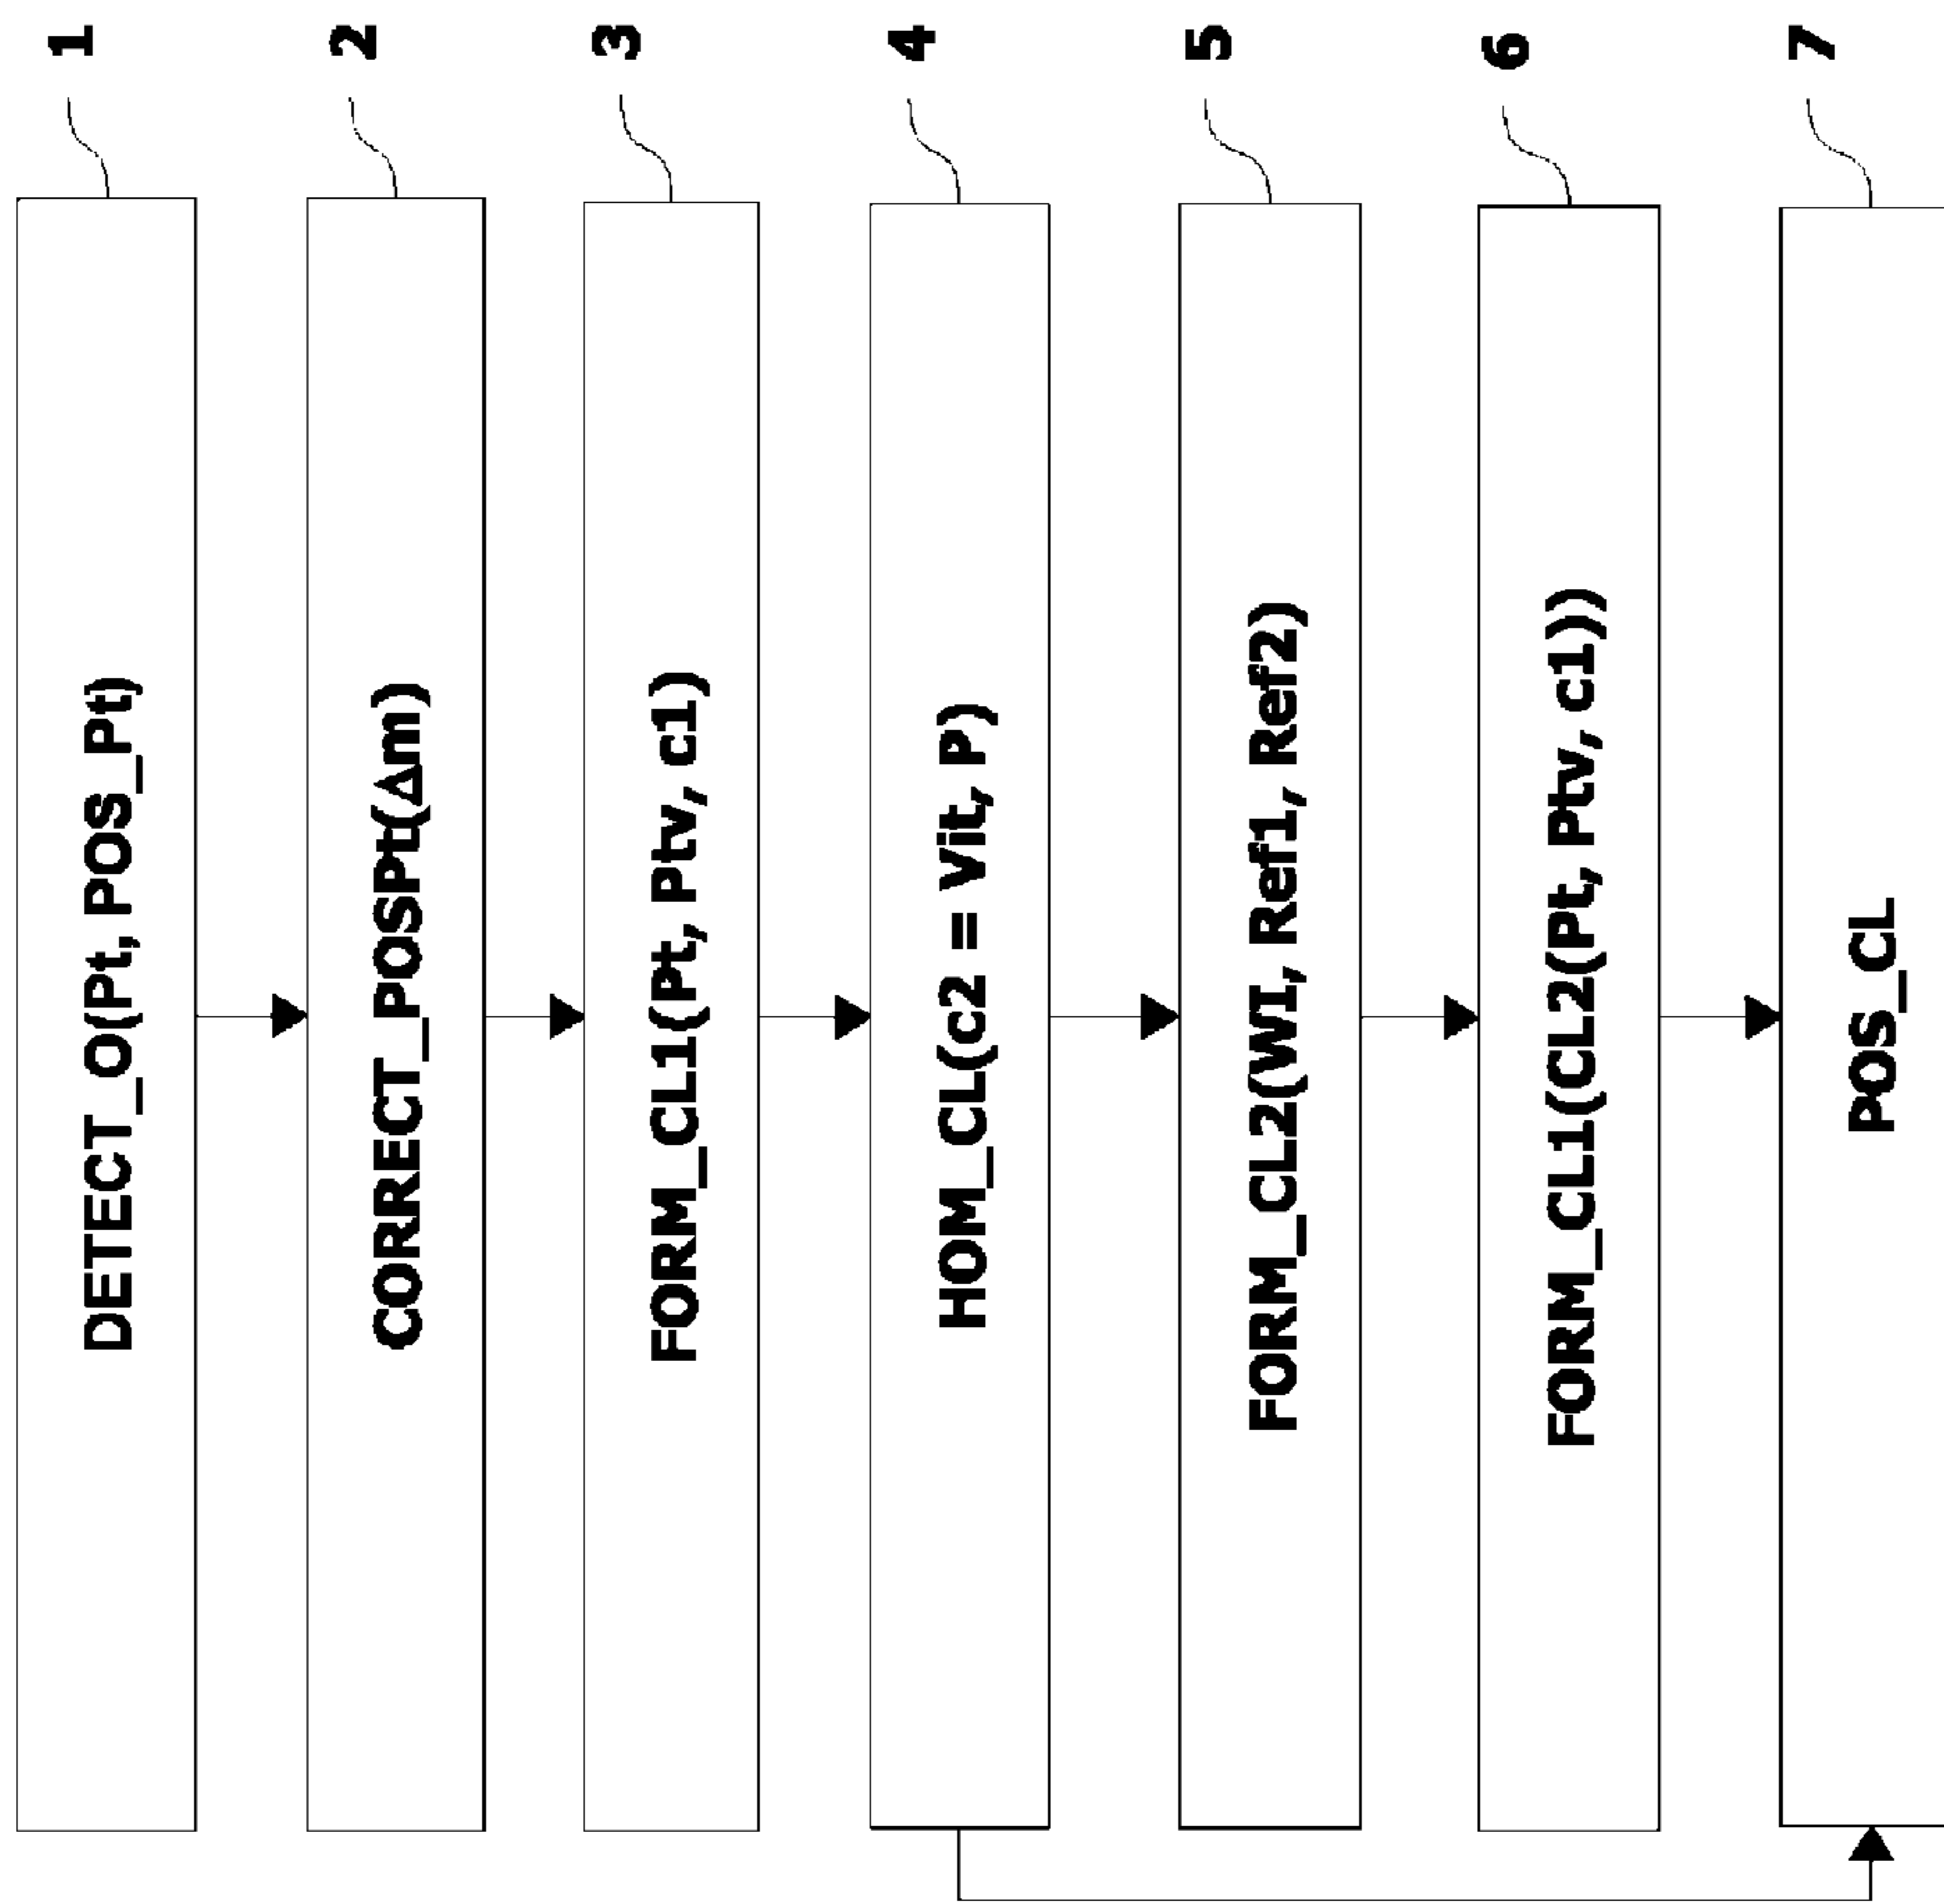 DETECT_O(Pt, POS_Pt)
1
CORRECT_POSPt(Δm)
2
FORM_CL1(Pt, Ptv, c1)
3
HOM_CL(c2 = Vit, P)
4
FORM_CL2(WI, Ref1, Ref2)
5
FORM_CL1(CL2(Pt, Ptv, c1))
6
POS_CL
7